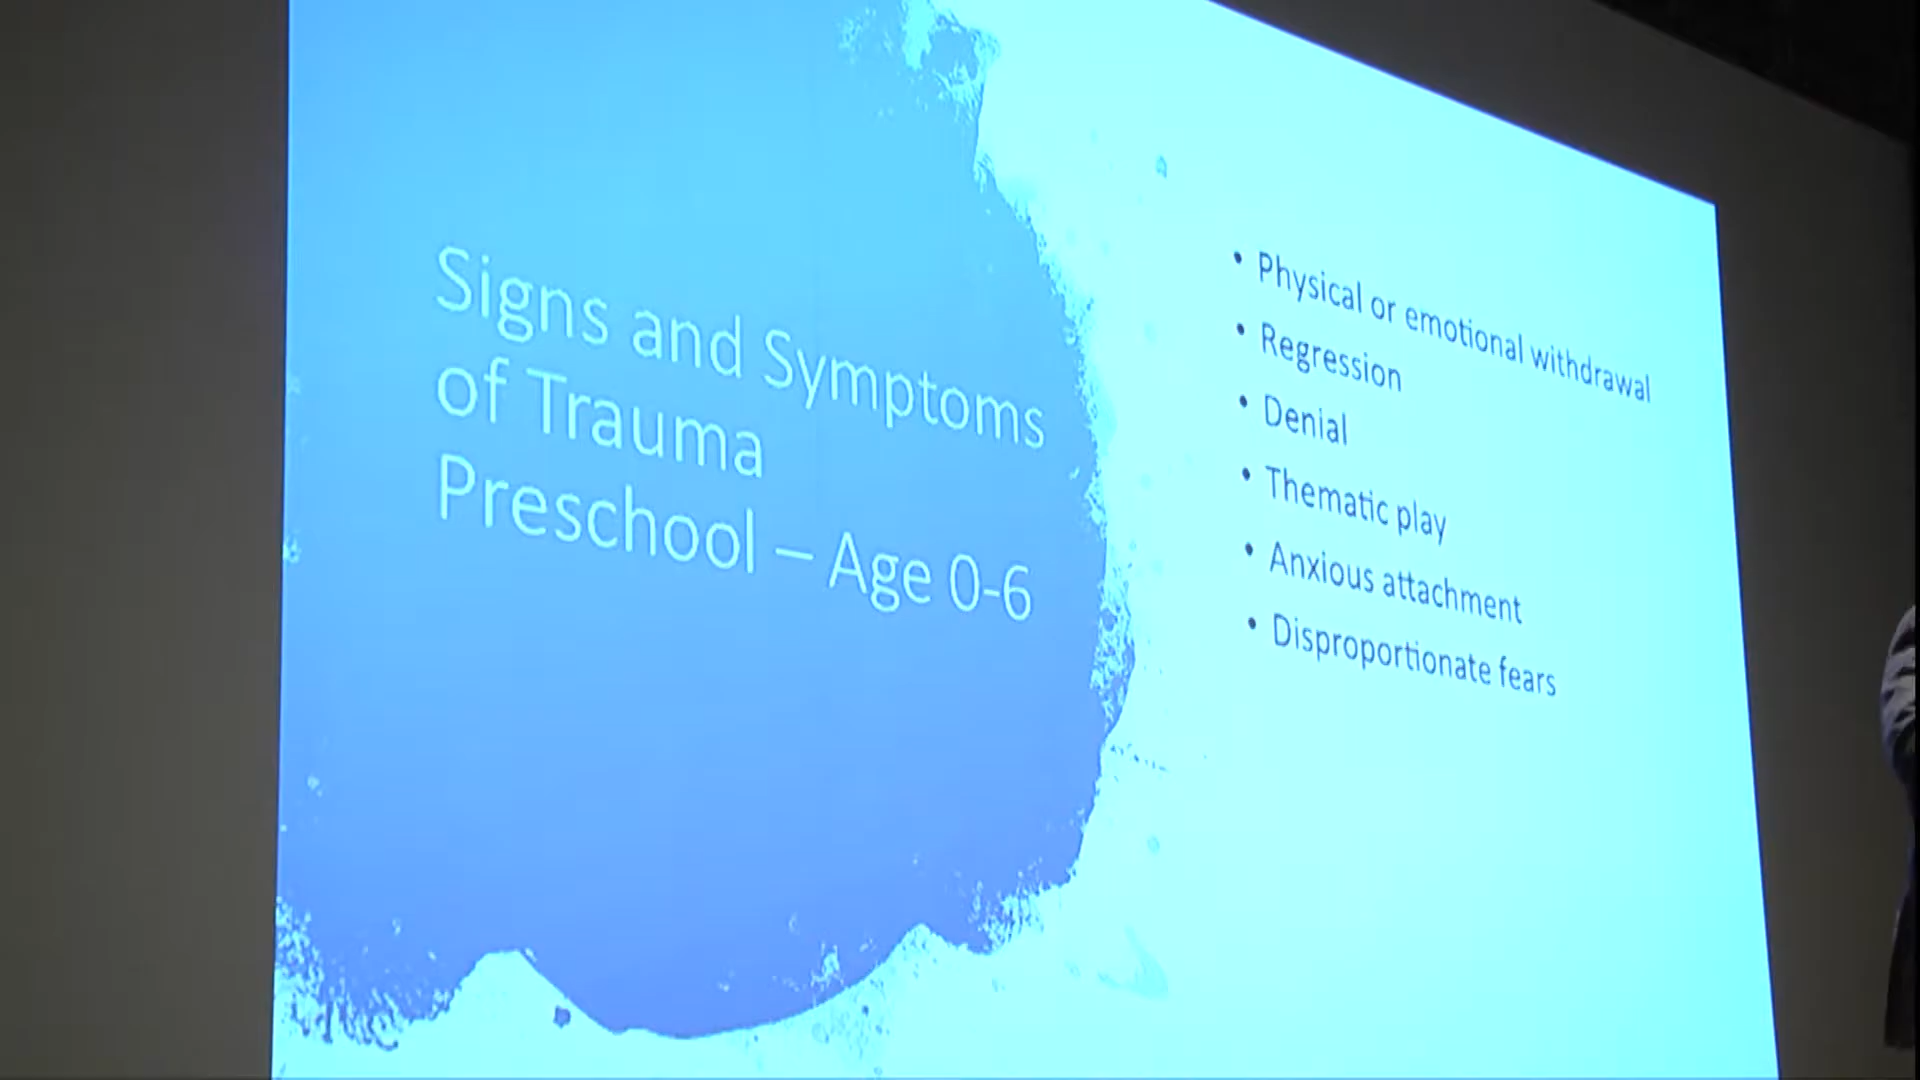 Signs and Symptoms
of Trauma
Preschool – Age 0-6
• Physical or emotional withdrawal
• Regression
• Denial
• Thematic play
• Anxious attachment
• Disproportionate fears